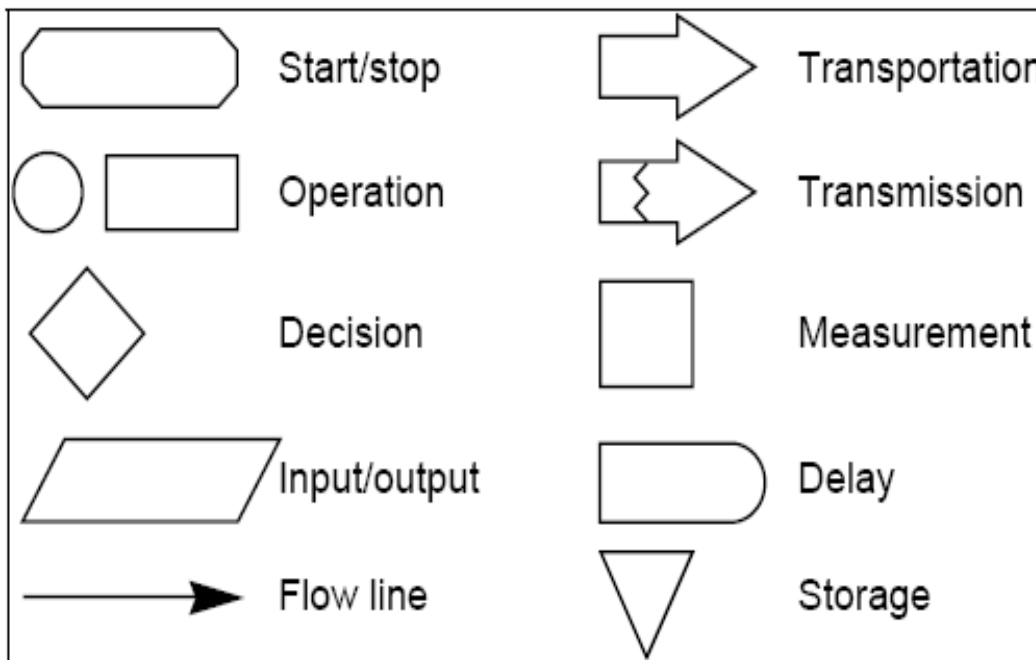 Start/stop
Transportation
Operation
Transmission
Decision
Measurement
Input/output
Delay
Flow line
Storage